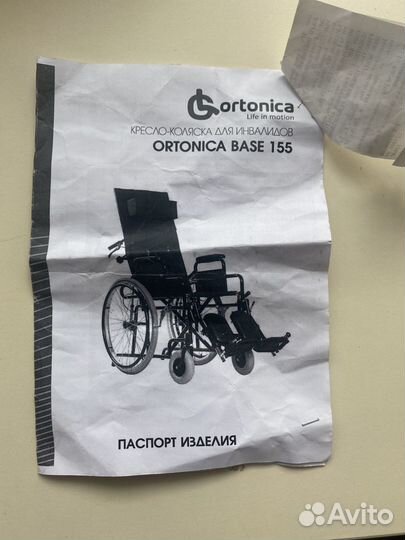 ortonica
Life in motion
КРЕСЛО-КОЛЯСКА ДЛЯ ИНВАЛИДОВ
ORTONICA BASE 155
ПАСПОРТ ИЗДЕЛИЯ
Avito